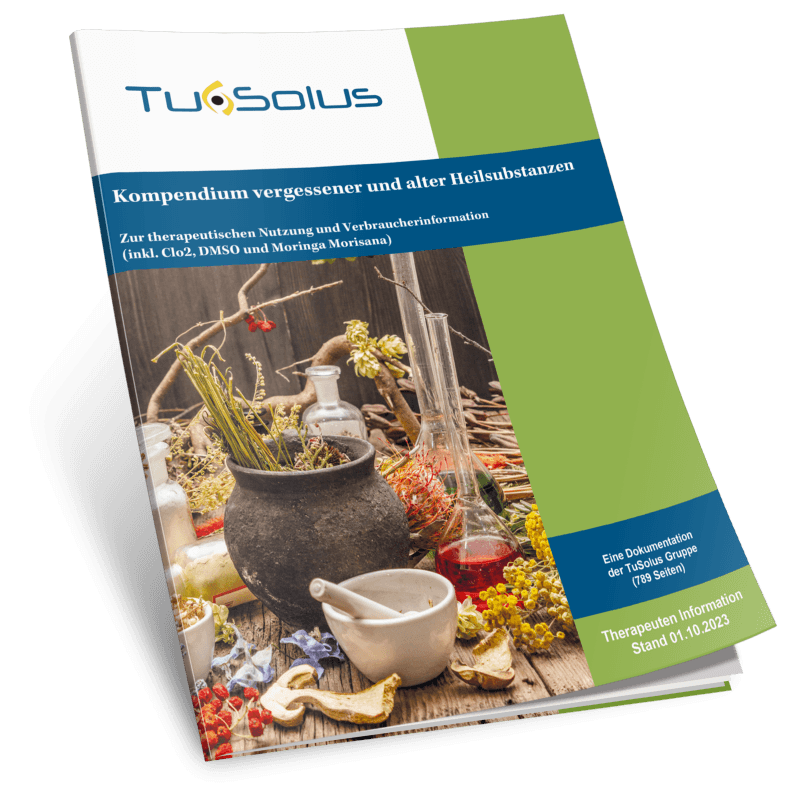 TuSolus
Kompendium vergessener und alter Heilsubstanzen
Zur therapeutischen Nutzung und Verbraucherinformation
(inkl. Clo2, DMSO und Moringa Morisana)
Eine Dokumentation
der TuSolus Gruppe
(789 Seiten)
Therapeuten Information
Stand 01.10.2023